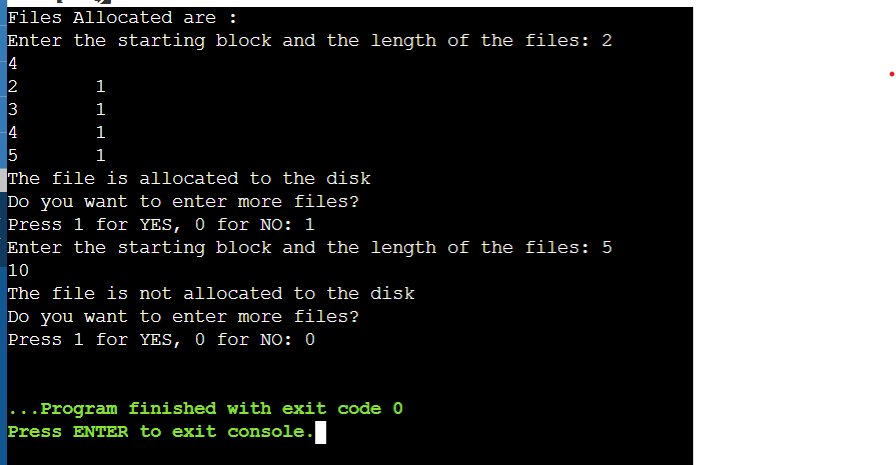 Files Allocated are :
Enter the starting block and the length of the files: 2
4
2 1
3 1
4 1
5 1
The file is allocated to the disk
Do you want to enter more files?
Press 1 for YES, 0 for NO: 1
Enter the starting block and the length of the files: 5
10
The file is not allocated to the disk
Do you want to enter more files?
Press 1 for YES, 0 for NO: 0
...Program finished with exit code 0
Press ENTER to exit console.